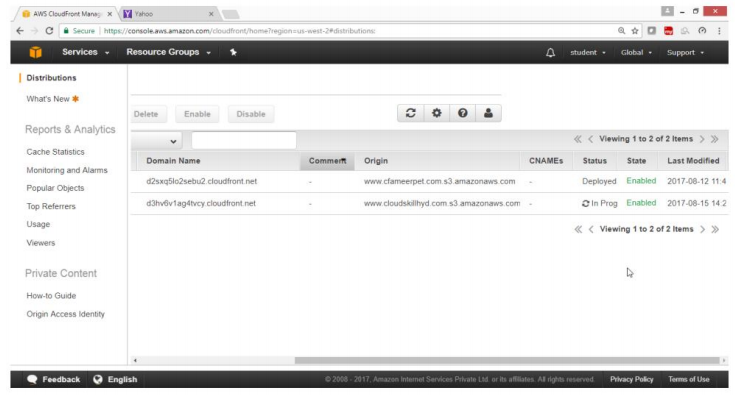 AWS CloudFront Manag
Yahoo
Secure https://console.aws.amazon.com/cloudfront/home?region=us-west-2#distributions:
Services Resource Groups student Global Support
Distributions
What's New
Delete Enable Disable
Reports & Analytics
Viewing 1 to 2 of 2 Items
Cache Statistics
Domain Name Comment Origin CNAMEs Status State Last Modified
Monitoring and Alarms
d2sxq5lo2sebu2.cloudfront.net - www.cfameerpet.com.s3.amazonaws.com - Deployed Enabled 2017-08-12 11:4
Popular Objects
Top Referrers
d3hv6v1ag4tvcy.cloudfront.net - www.cloudskillhyd.com.s3.amazonaws.com - In Prog Enabled 2017-08-15 14:2
Usage
Viewing 1 to 2 of 2 Items
Viewers
Private Content
How-to Guide
Origin Access Identity
Feedback English © 2008 - 2017, Amazon Internet Services Private Ltd. or its affiliates. All rights reserved. Privacy Policy Terms of Use